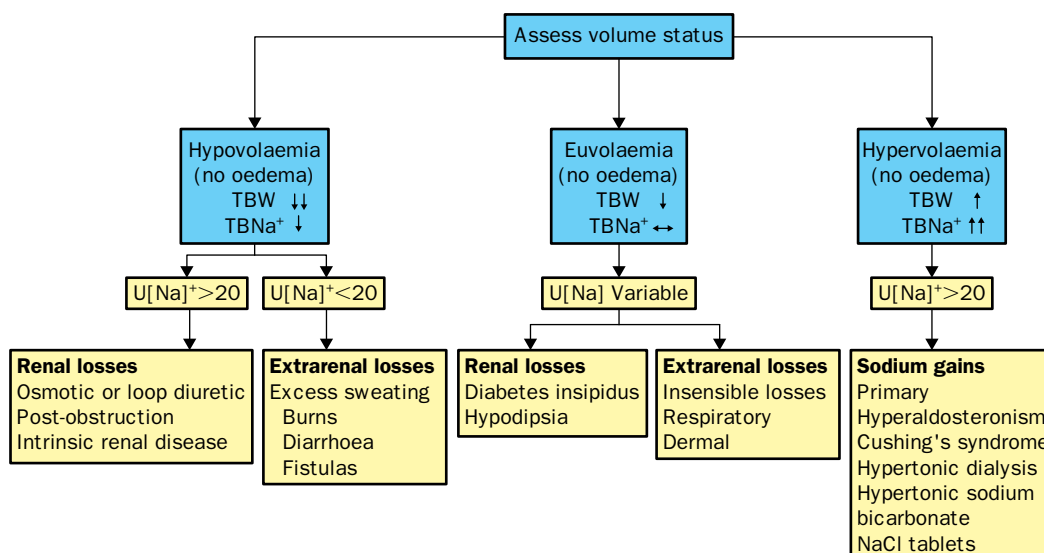 Assess volume status
Hypovolaemia
(no oedema)
TBW ↓↓
TBNa⁺ ↓
Euvolaemia
(no oedema)
TBW ↓
TBNa⁺ ↔
Hypervolaemia
(no oedema)
TBW ↑
TBNa⁺ ↑↑
U[Na]⁺>20
U[Na]⁺<20
U[Na] Variable
U[Na]⁺>20
Renal losses
Osmotic or loop diuretic
Post-obstruction
Intrinsic renal disease
Extrarenal losses
Excess sweating
Burns
Diarrhoea
Fistulas
Renal losses
Diabetes insipidus
Hypodipsia
Extrarenal losses
Insensible losses
Respiratory
Dermal
Sodium gains
Primary
Hyperaldosteronism
Cushing's syndrome
Hypertonic dialysis
Hypertonic sodium
bicarbonate
NaCl tablets